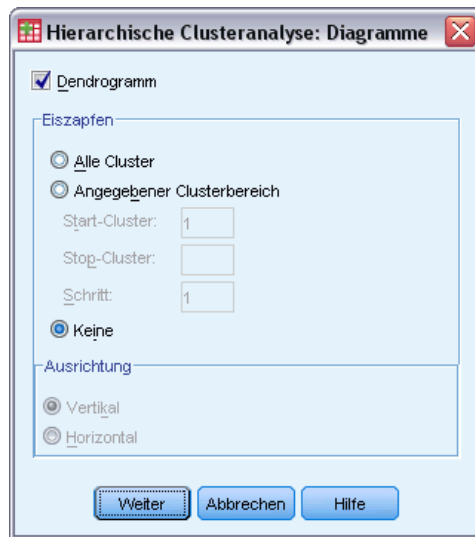 Hierarchische Clusteranalyse: Diagramme
Dendrogramm
Eiszapfen
Alle Cluster
Angegebener Clusterbereich
Start-Cluster: 1
Stop-Cluster:
Schritt: 1
Keine
Ausrichtung
Vertikal
Horizontal
Weiter Abbrechen Hilfe